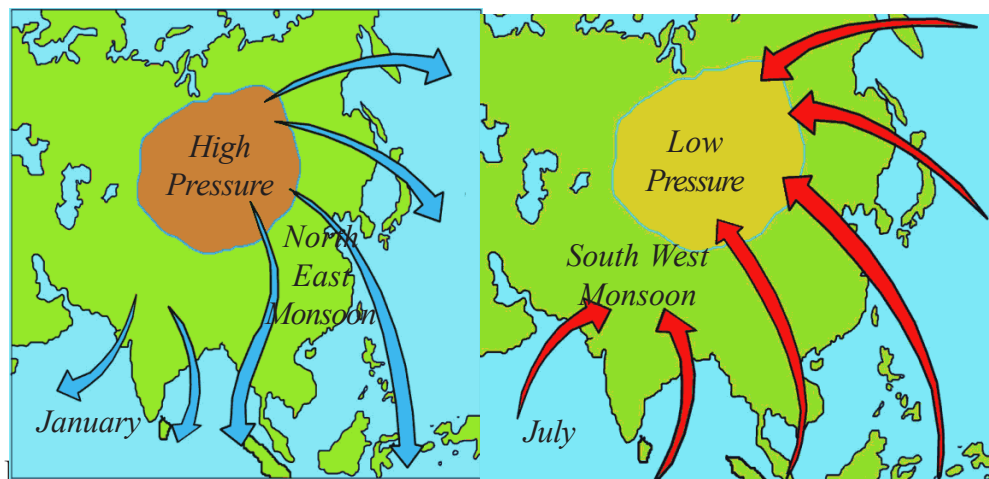 High
Pressure
North
East
Monsoon
January
Low
Pressure
South West
Monsoon
July